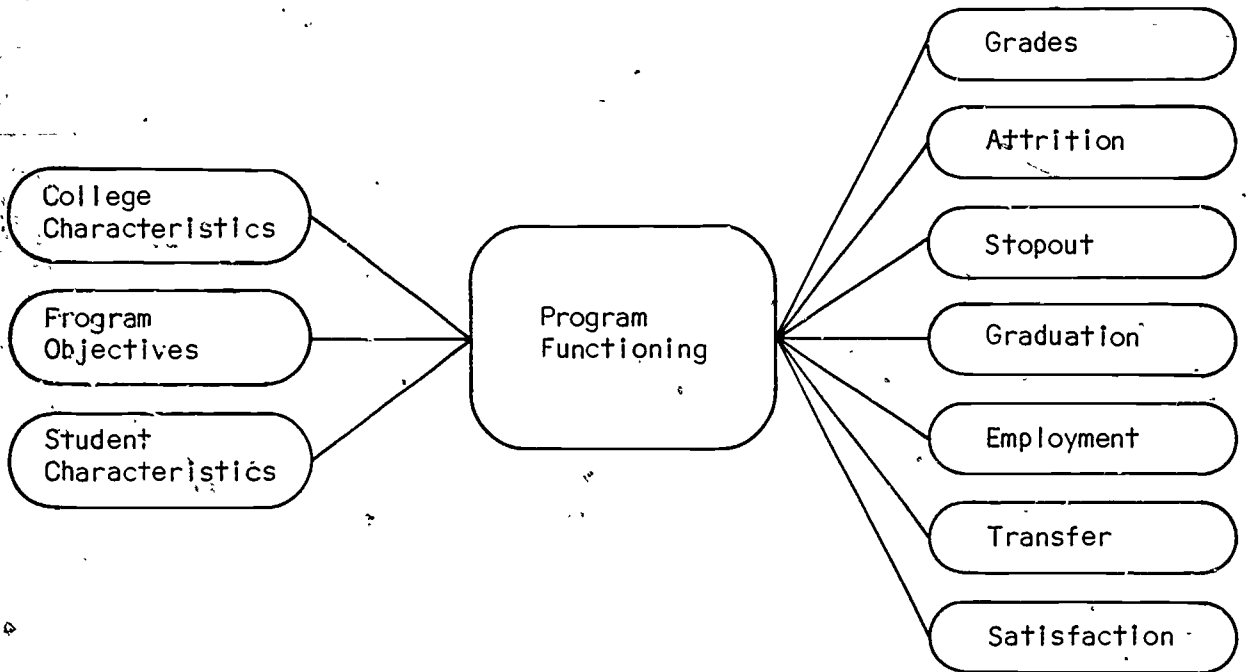 College
Characteristics
Program
Objectives
Student
Characteristics
Program
Functioning
Grades
Attrition
Stopout
Graduation
Employment
Transfer
Satisfaction